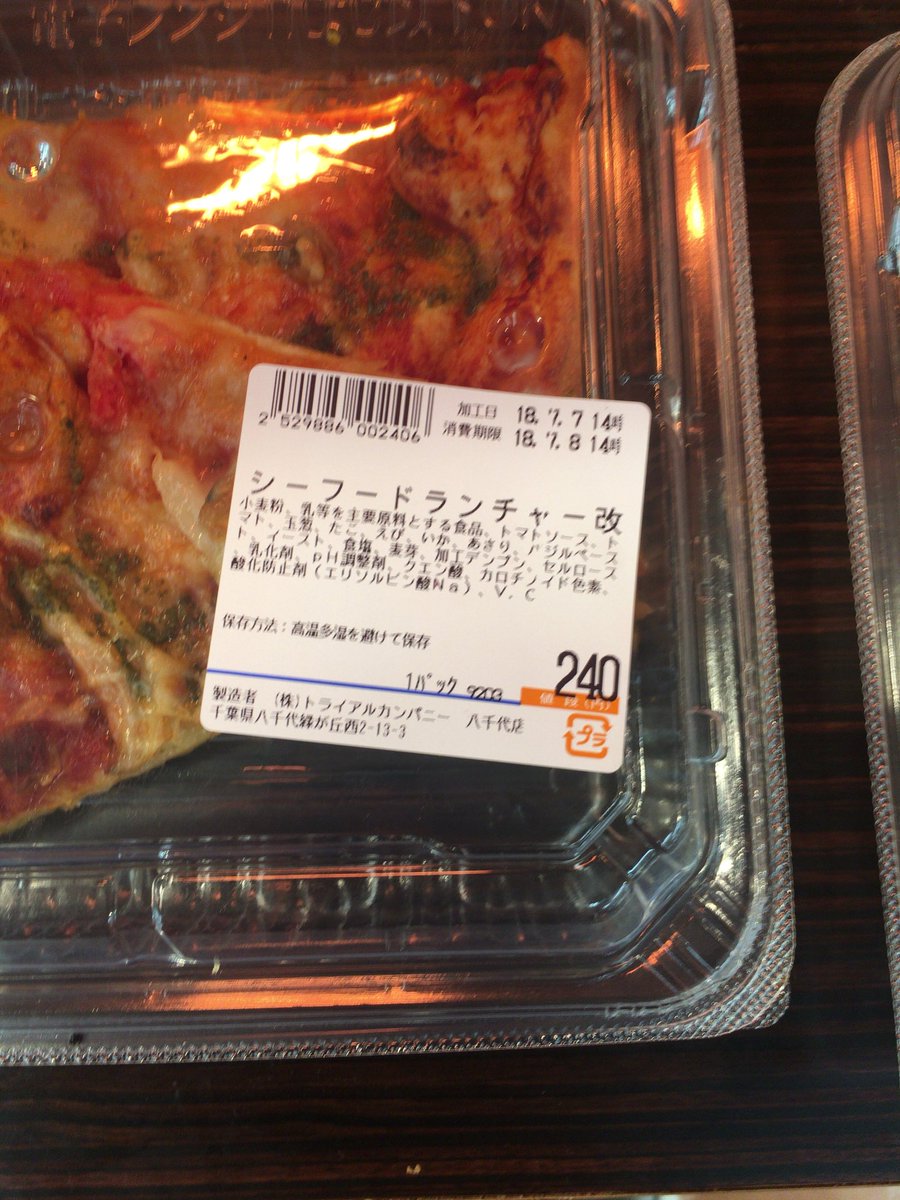 2 529886 002406
加工日 18.7.7 14時
消費期限 18.7.8 14時
シーフードランチャー改
小麦粉、乳等を主要原料とする食品、トマトソース、ト
マト、玉葱、たこ、えび、いか、あさり、バジルペース
ト、イースト、食塩、麦芽、加工デンプン、セルロース
、乳化剤、pH調整剤、クエン酸、カロチノイド色素、
酸化防止剤(エリソルビン酸Na)、V.C
保存方法:高温多湿を避けて保存
1パック 9203
240
値段(円)
製造者 (株)トライアルカンパニー 八千代店
千葉県八千代緑が丘西2-13-3
プラ